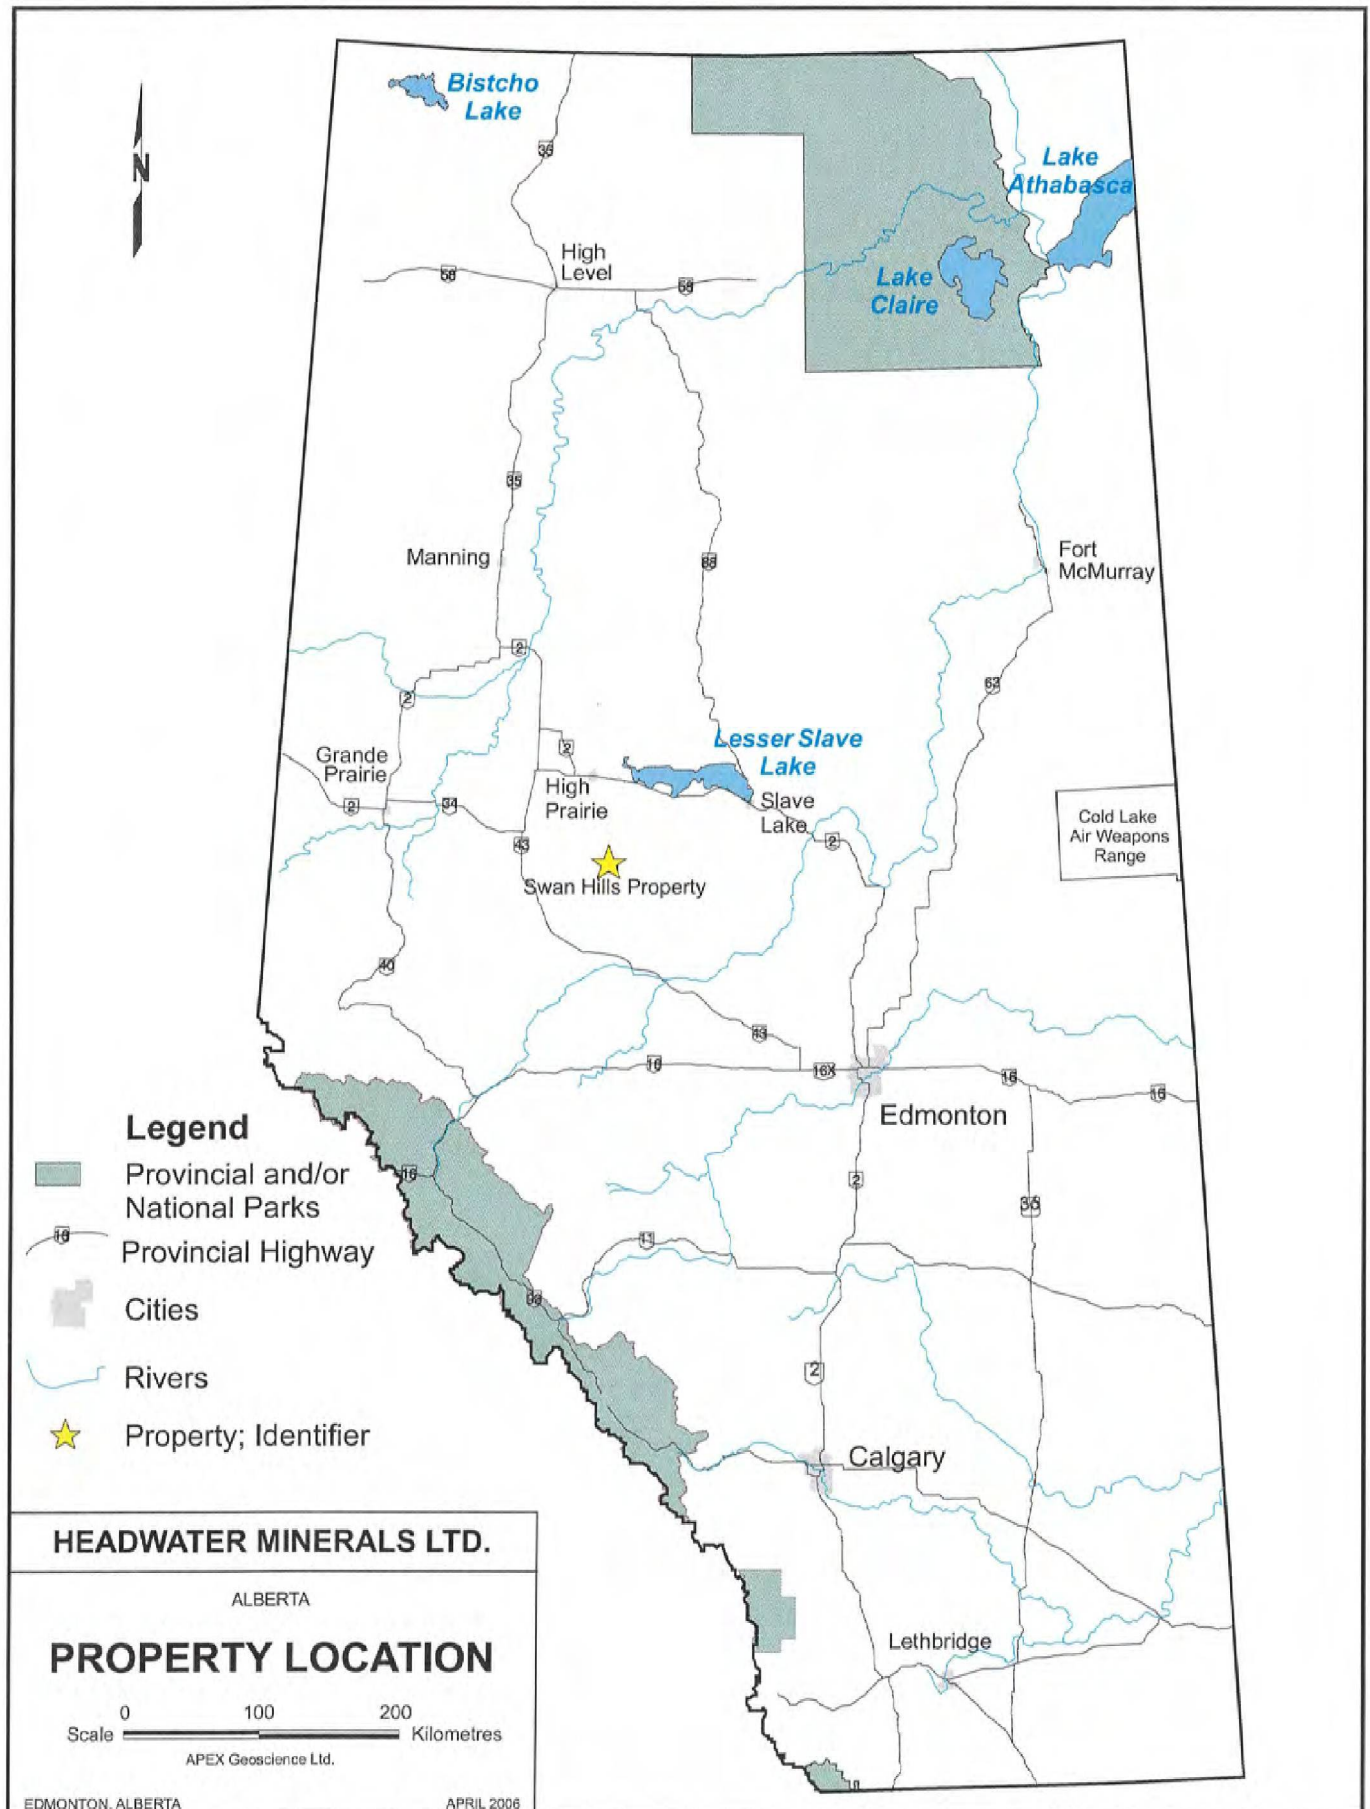 Bistcho
Lake
N
35
Lake
Athabasca
High
Level
58
58
Lake
Claire
35
Manning
88
Fort
McMurray
2
63
2
Lesser Slave
Lake
Grande
Prairie
2
High
Prairie
2
34
Slave
Lake
2
Cold Lake
Air Weapons
Range
43
Swan Hills Property
40
43
16
16X
16
16
Edmonton
Legend
Provincial and/or
National Parks
16
Provincial Highway
Cities
Rivers
Property; Identifier
16
2
36
11
93
2
Calgary
Lethbridge
HEADWATER MINERALS LTD.
ALBERTA
PROPERTY LOCATION
0 100 200
Scale Kilometres
APEX Geoscience Ltd.
EDMONTON, ALBERTA APRIL 2006